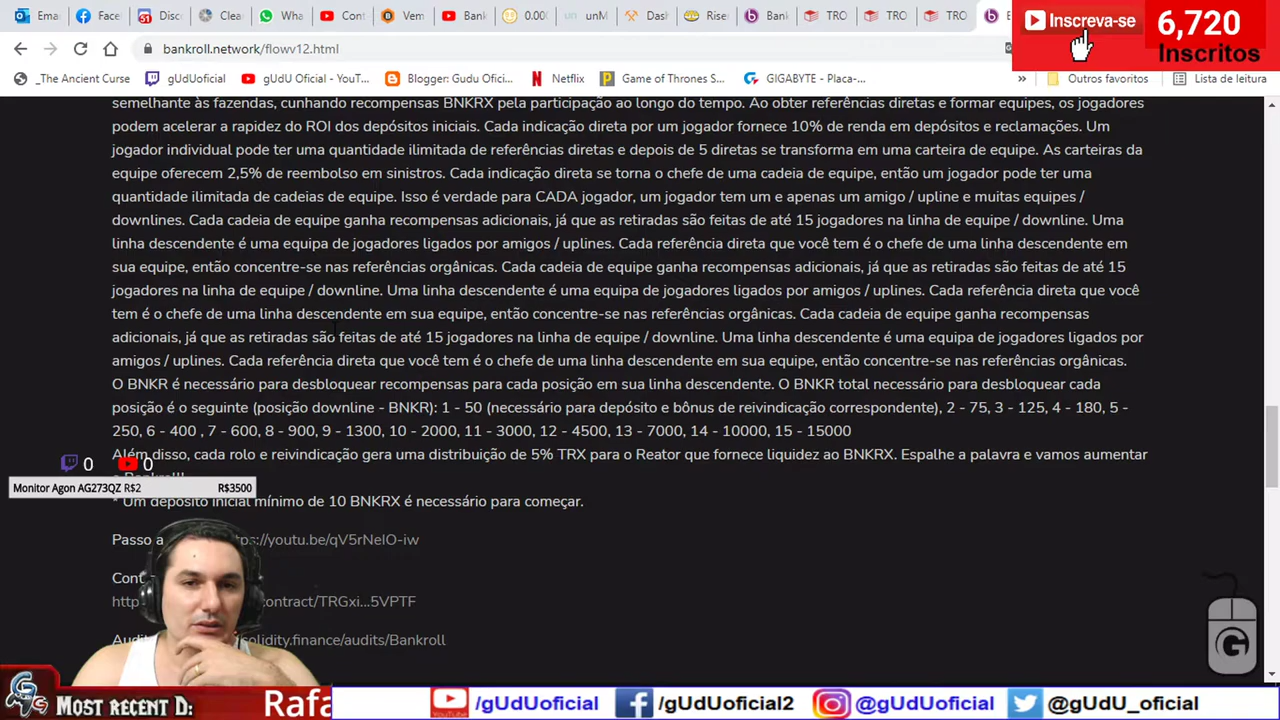 Emai
Face
51
Disco
Clea
Wha
Cont
Vem
Bank
0.000
unM
Dash
Rise
Bank
TRO
TRO
TRO
B
Inscreva-se
6,720
Inscritos
bankroll.network/flowv12.html
_The Ancient Curse
gUdUoficial
gUdU Oficial - YouT...
Blogger: Gudu Ofici...
Netflix
Game of Thrones S...
GIGABYTE - Placa-...
»
Outros favoritos
Lista de leitura
semelhante às fazendas, cunhando recompensas BNKRX pela participação ao longo do tempo. Ao obter referências diretas e formar equipes, os jogadores
podem acelerar a rapidez do ROI dos depósitos iniciais. Cada indicação direta por um jogador fornece 10% de renda em depósitos e reclamações. Um
jogador individual pode ter uma quantidade ilimitada de referências diretas e depois de 5 diretas se transforma em uma carteira de equipe. As carteiras da
equipe oferecem 2,5% de reembolso em sinistros. Cada indicação direta se torna o chefe de uma cadeia de equipe, então um jogador pode ter uma
quantidade ilimitada de cadeias de equipe. Isso é verdade para CADA jogador, um jogador tem um e apenas um amigo / upline e muitas equipes /
downlines. Cada cadeia de equipe ganha recompensas adicionais, já que as retiradas são feitas de até 15 jogadores na linha de equipe / downline. Uma
linha descendente é uma equipa de jogadores ligados por amigos / uplines. Cada referência direta que você tem é o chefe de uma linha descendente em
sua equipe, então concentre-se nas referências orgânicas. Cada cadeia de equipe ganha recompensas adicionais, já que as retiradas são feitas de até 15
jogadores na linha de equipe / downline. Uma linha descendente é uma equipa de jogadores ligados por amigos / uplines. Cada referência direta que você
tem é o chefe de uma linha descendente em sua equipe, então concentre-se nas referências orgânicas. Cada cadeia de equipe ganha recompensas
adicionais, já que as retiradas são feitas de até 15 jogadores na linha de equipe / downline. Uma linha descendente é uma equipa de jogadores ligados por
amigos / uplines. Cada referência direta que você tem é o chefe de uma linha descendente em sua equipe, então concentre-se nas referências orgânicas.
O BNKR é necessário para desbloquear recompensas para cada posição em sua linha descendente. O BNKR total necessário para desbloquear cada
posição é o seguinte (posição downline - BNKR): 1 - 50 (necessário para depósito e bônus de reivindicação correspondente), 2 - 75, 3 - 125, 4 - 180, 5 -
250, 6 - 400 , 7 - 600, 8 - 900, 9 - 1300, 10 - 2000, 11 - 3000, 12 - 4500, 13 - 7000, 14 - 10000, 15 - 15000
Além disso, cada rolo e reivindicação gera uma distribuição de 5% TRX para o Reator que fornece liquidez ao BNKRX. Espalhe a palavra e vamos aumentar
o Bankroll!
0 0
Monitor Agon AG273QZ R$2 R$3500
* Um depósito inicial mínimo de 10 BNKRX é necessário para começar.
Passo a tps://youtu.be/qV5rNeIO-iw
Cont
http contract/TRGxi...5VPTF
Audit solidity.finance/audits/Bankroll
G
Most recent D: Rafa
/gUdUoficial
/gUdUoficial2
@gUdUoficial
@gUdU_oficial